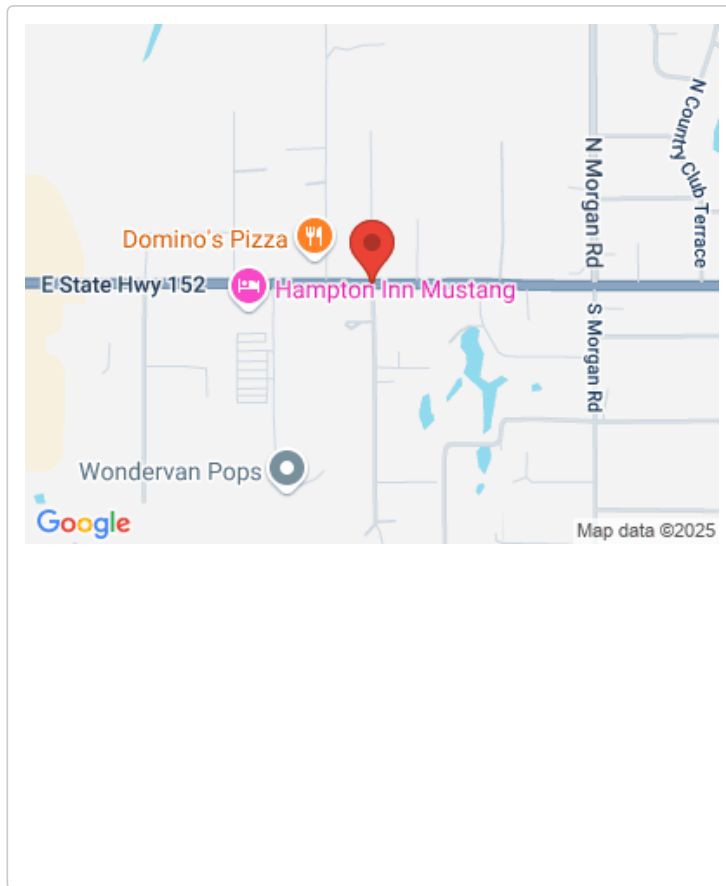 N Country Club Terrace
N Morgan Rd
Domino's Pizza
E State Hwy 152
Hampton Inn Mustang
S Morgan Rd
Wondervan Pops
Google
Map data ©2025